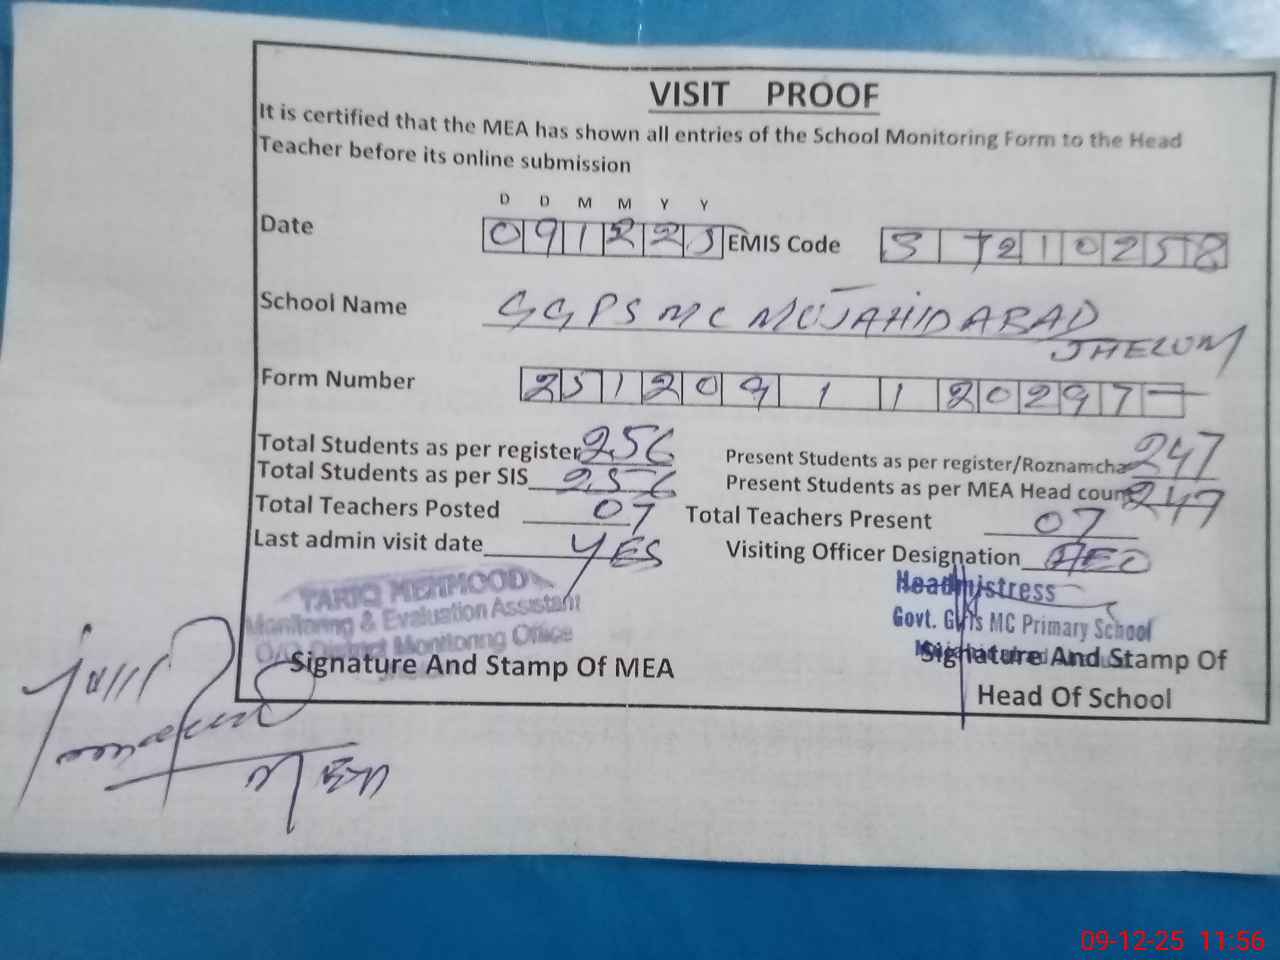 VISIT PROOF
It is certified that the MEA has shown all entries of the School Monitoring Form to the Head
Teacher before its online submission
D D M M Y Y
Date 091225 EMIS Code 37210258
School Name GGPS MC MUJAHIDABAD
JHELUM
Form Number 2512091120297
Total Students as per register 256 Present Students as per register/Roznamcha 247
Total Students as per SIS 256 Present Students as per MEA Head count 247
Total Teachers Posted 07 Total Teachers Present 07
Last admin visit date YES Visiting Officer Designation AEO
TARIQ MEHMOOD Headmistress
Monitoring & Evaluation Assistant Govt. Girls MC Primary School
O/O District Monitoring Office
Signature And Stamp Of MEA Signature And Stamp Of
Head Of School
MEA
09-12-25 11:56